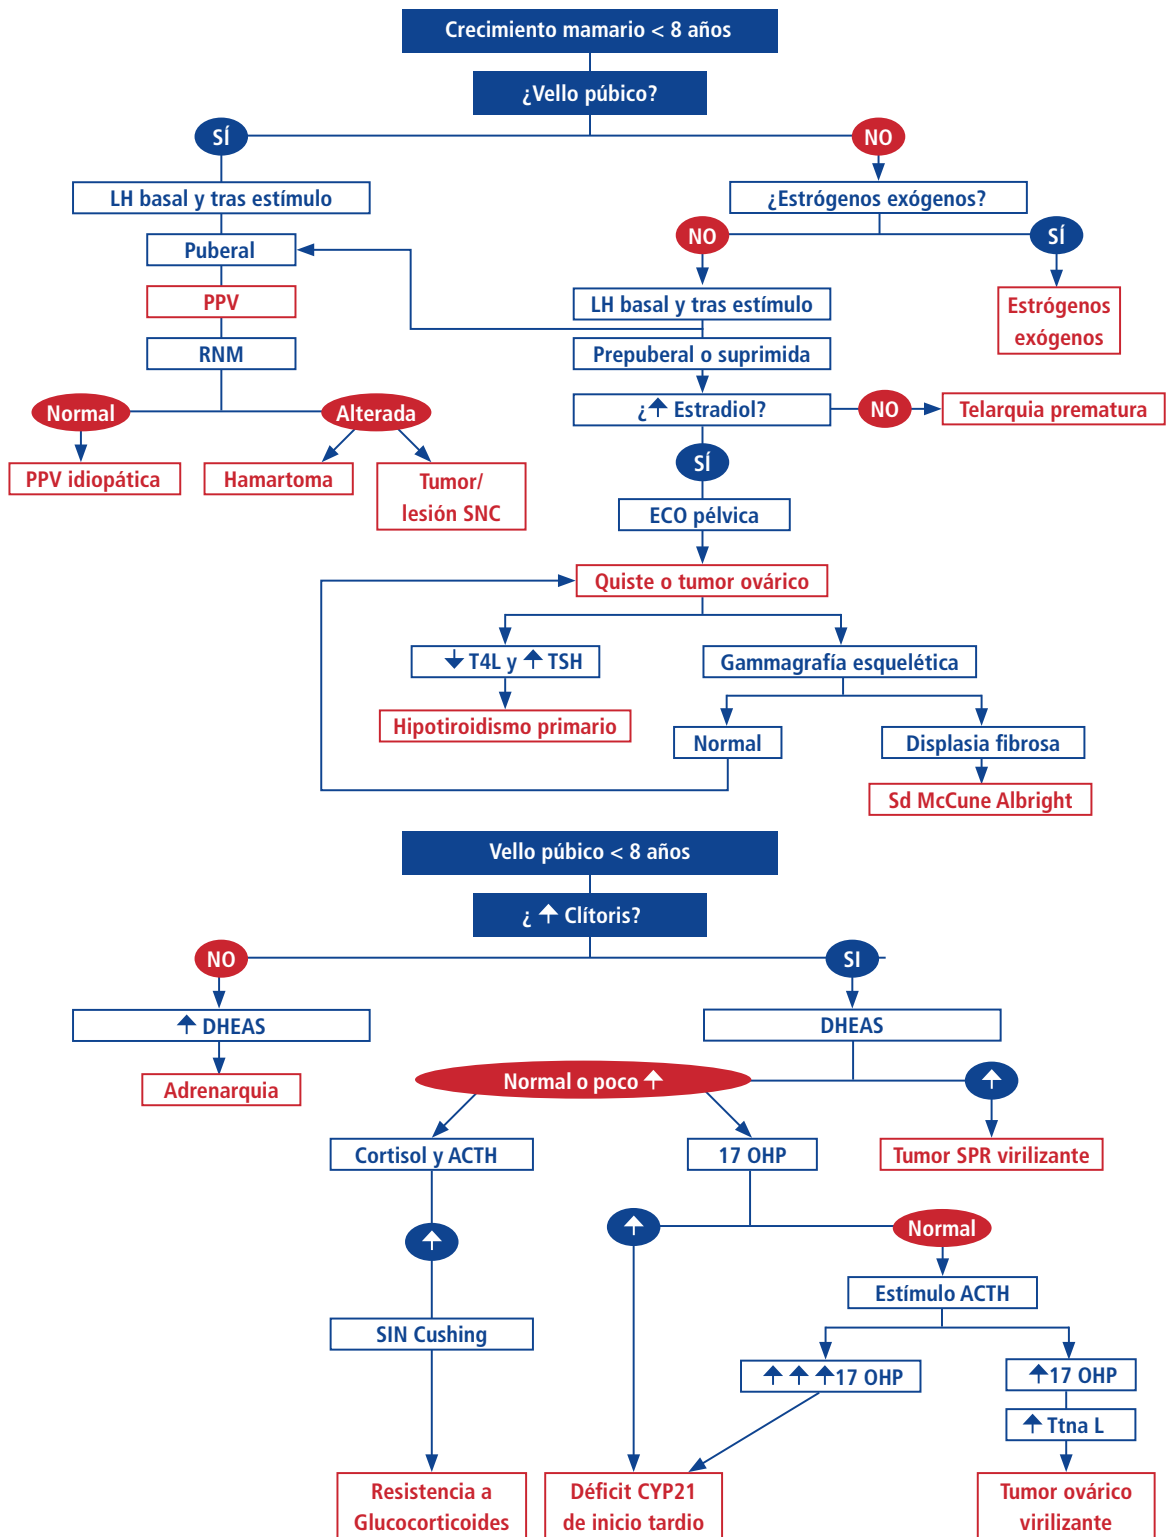 Crecimiento mamario < 8 años
¿Vello púbico?
SÍ
NO
LH basal y tras estímulo
¿Estrógenos exógenos?
Puberal
NO
SÍ
PPV
LH basal y tras estímulo
Estrógenos
exógenos
RNM
Prepuberal o suprimida
Normal
Alterada
¿↑ Estradiol?
NO
Telarquia prematura
PPV idiopática
Hamartoma
Tumor/
lesión SNC
SÍ
ECO pélvica
Quiste o tumor ovárico
↓ T4L y ↑ TSH
Gammagrafía esquelética
Hipotiroidismo primario
Normal
Displasia fibrosa
Sd McCune Albright
Vello púbico < 8 años
¿ ↑ Clítoris?
NO
SI
↑ DHEAS
DHEAS
Adrenarquia
Normal o poco ↑
↑
Cortisol y ACTH
17 OHP
Tumor SPR virilizante
↑
↑
Normal
Estímulo ACTH
SIN Cushing
↑ ↑ ↑17 OHP
↑17 OHP
↑ Ttna L
Resistencia a
Glucocorticoides
Déficit CYP21
de inicio tardio
Tumor ovárico
virilizante